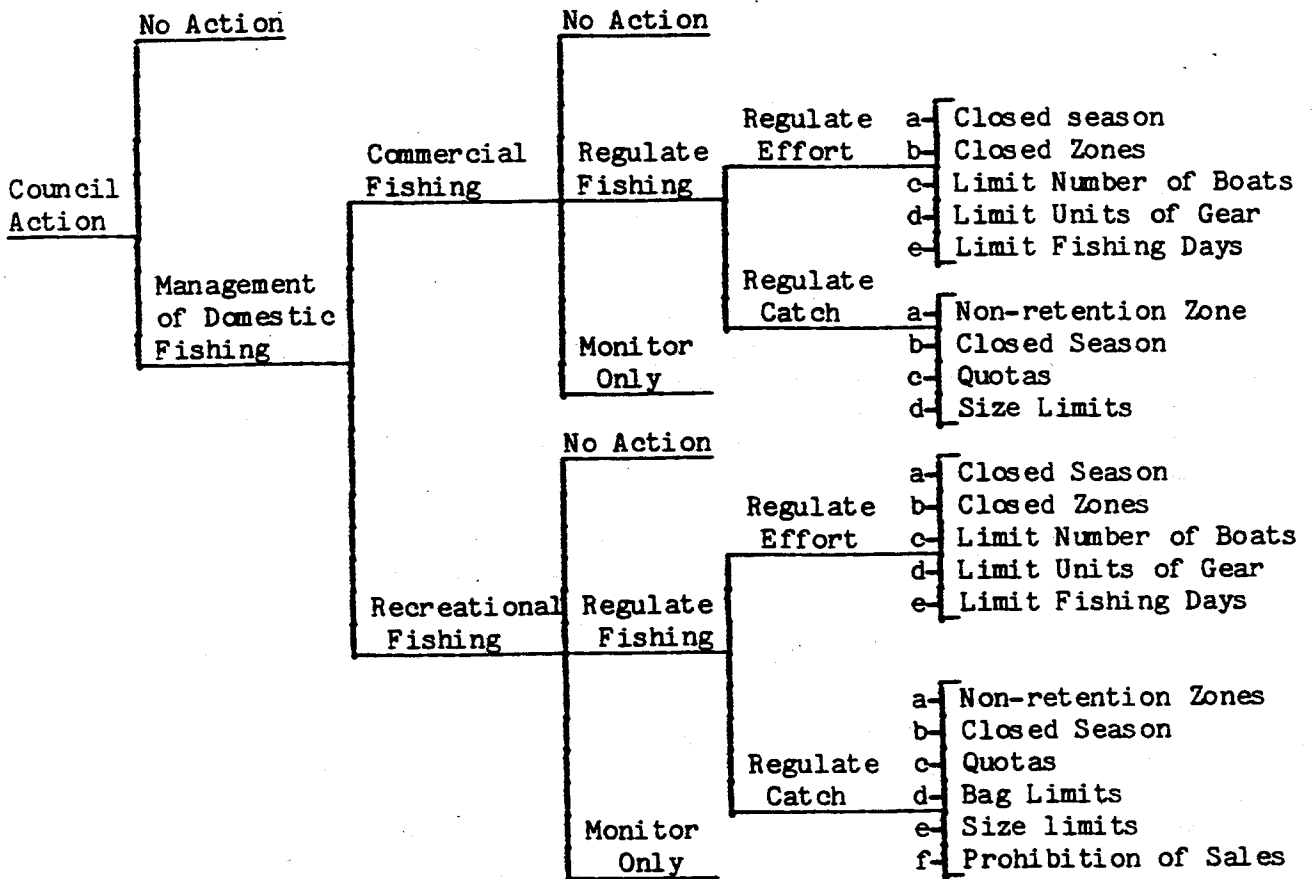 No Action
Council
Action
Management
of Domestic
Fishing
Commercial
Fishing
No Action
Regulate
Fishing
Monitor
Only
Regulate
Effort
a- Closed season
b- Closed Zones
c- Limit Number of Boats
d- Limit Units of Gear
e- Limit Fishing Days
Regulate
Catch
a- Non-retention Zone
b- Closed Season
c- Quotas
d- Size Limits
Recreational
Fishing
No Action
Regulate
Fishing
Monitor
Only
Regulate
Effort
a- Closed Season
b- Closed Zones
c- Limit Number of Boats
d- Limit Units of Gear
e- Limit Fishing Days
Regulate
Catch
a- Non-retention Zones
b- Closed Season
c- Quotas
d- Bag Limits
e- Size limits
f- Prohibition of Sales